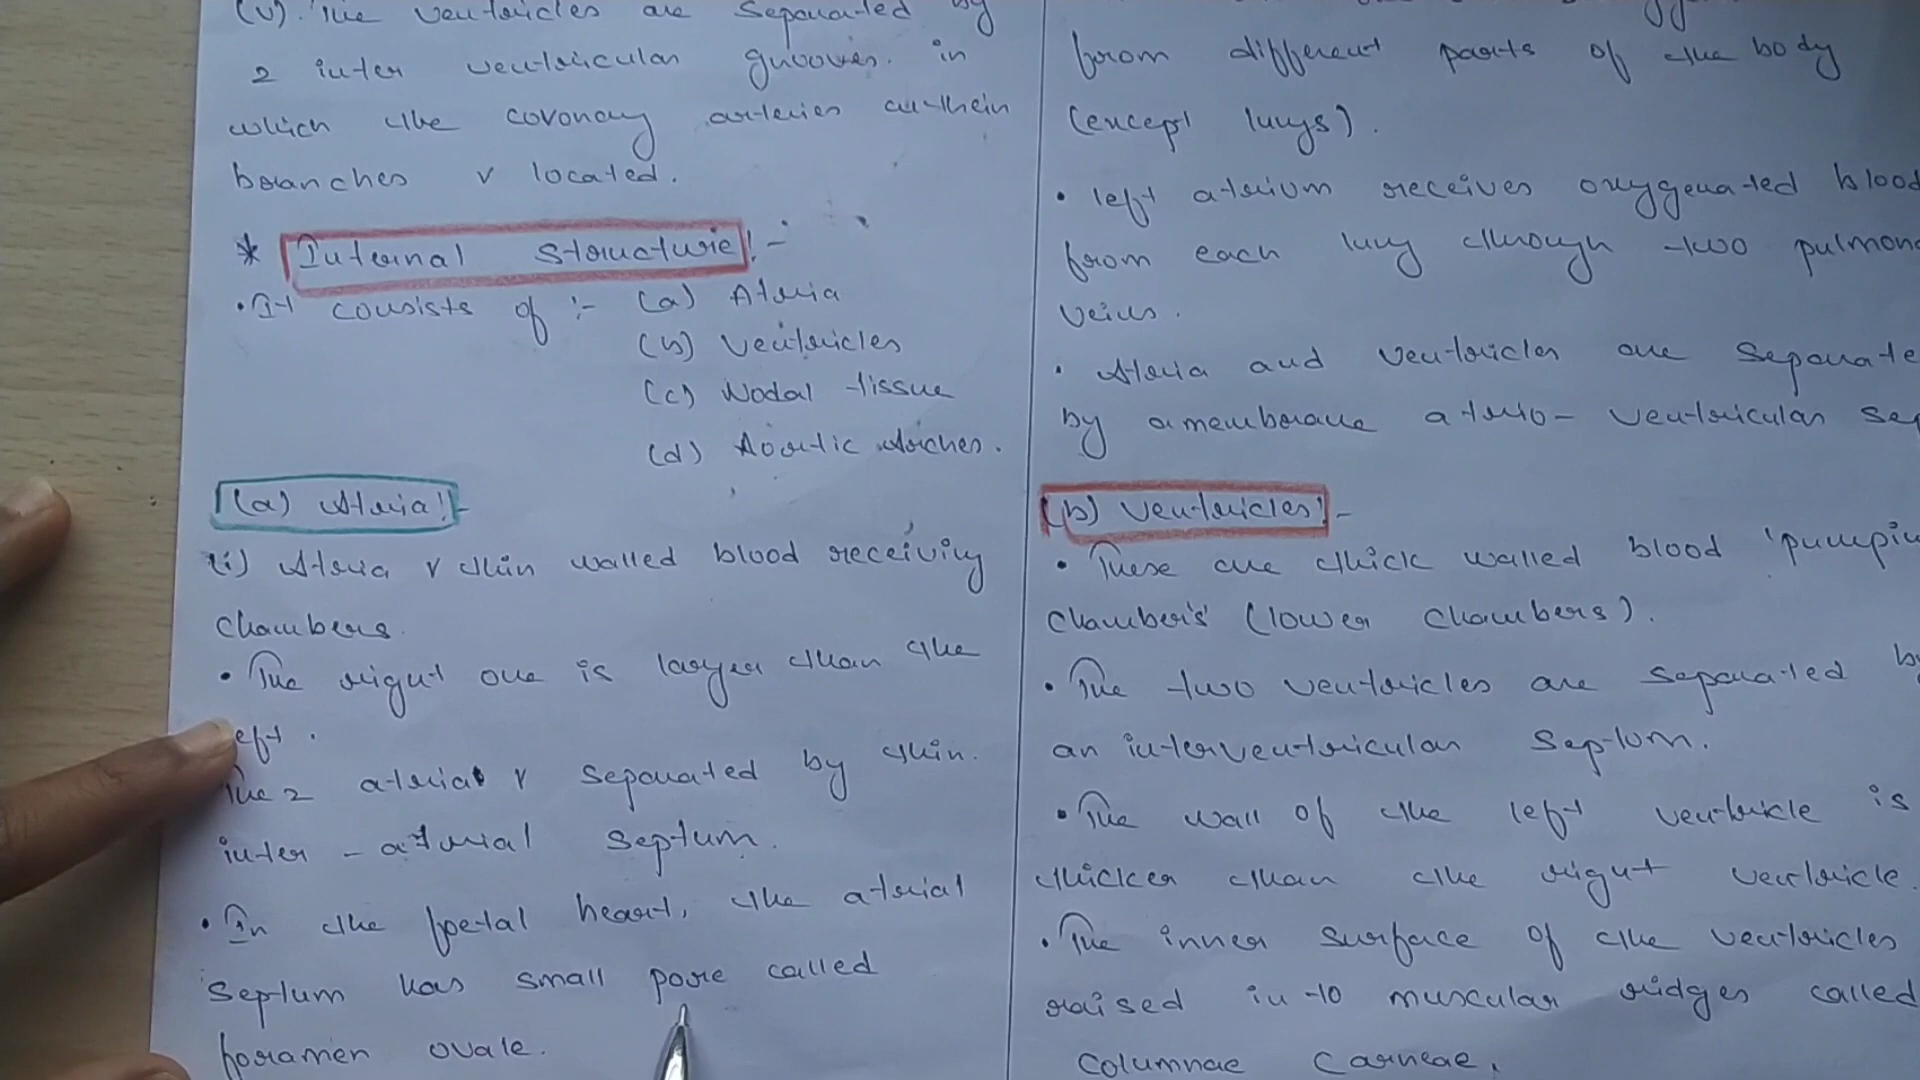 (v). The ventricles are separated by
2 inter ventricular grooves. in
which the coronay arteries
branches r located.
* Internal structure :-
• It consists of :- (a) Atria
(b) Ventricles
(c) Nodal tissue
(d) Aortic Arches.
(a) Atria :-
(i) Atria r thin walled blood receiving
chambers.
• The right one is larger than the
eft.
The 2 atria r separated by thin.
inter - atrial septum.
• In the foetal heart, the atrial
septum has small pore called
foramen ovale.
from different parts of the body
(except lungs).
• left atrium receives oxygenated blood
from each lung through two pulmon
veins.
• Atria and ventricles are separate
by a membrane atrio - ventricular sep
(b) Ventricles :-
• These are thick walled blood 'pumpin
chambers' (lower chambers).
• The two ventricles are separated by
an interventricular septum.
• The wall of the left ventricle is
thicker than the right ventricle.
• The inner surface of the ventricles
raised in to muscular ridges called
Columnae Carneae.